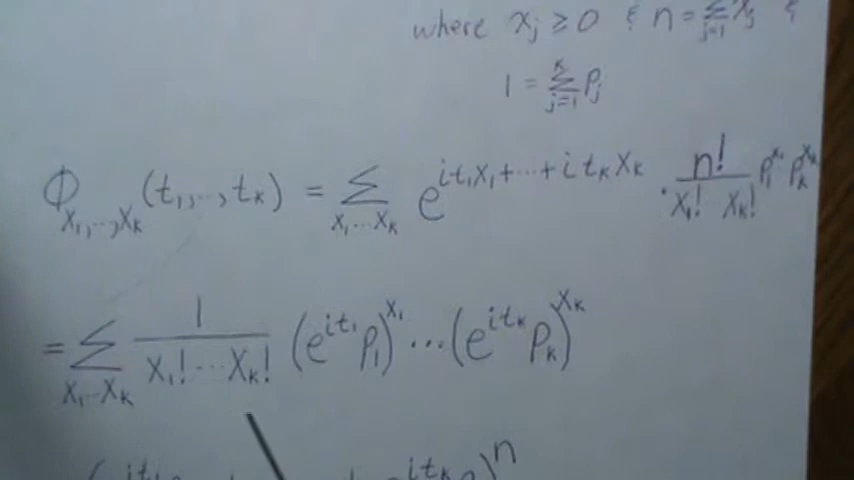 where xⱼ ≥ 0 & n = Σ_{j=1} xⱼ &
1 = Σ_{j=1}^{k} pⱼ
Φ_{X₁,...,Xₖ}(t₁,...,tₖ) = Σ_{x₁...xₖ} e^{it₁x₁+...+itₖxₖ} · n!/(x₁! xₖ!) p₁^{x₁} pₖ^{xₖ}
= Σ_{x₁...xₖ} 1/(x₁!...xₖ!) (e^{it₁}p₁)^{x₁} ... (e^{itₖ}pₖ)^{xₖ}